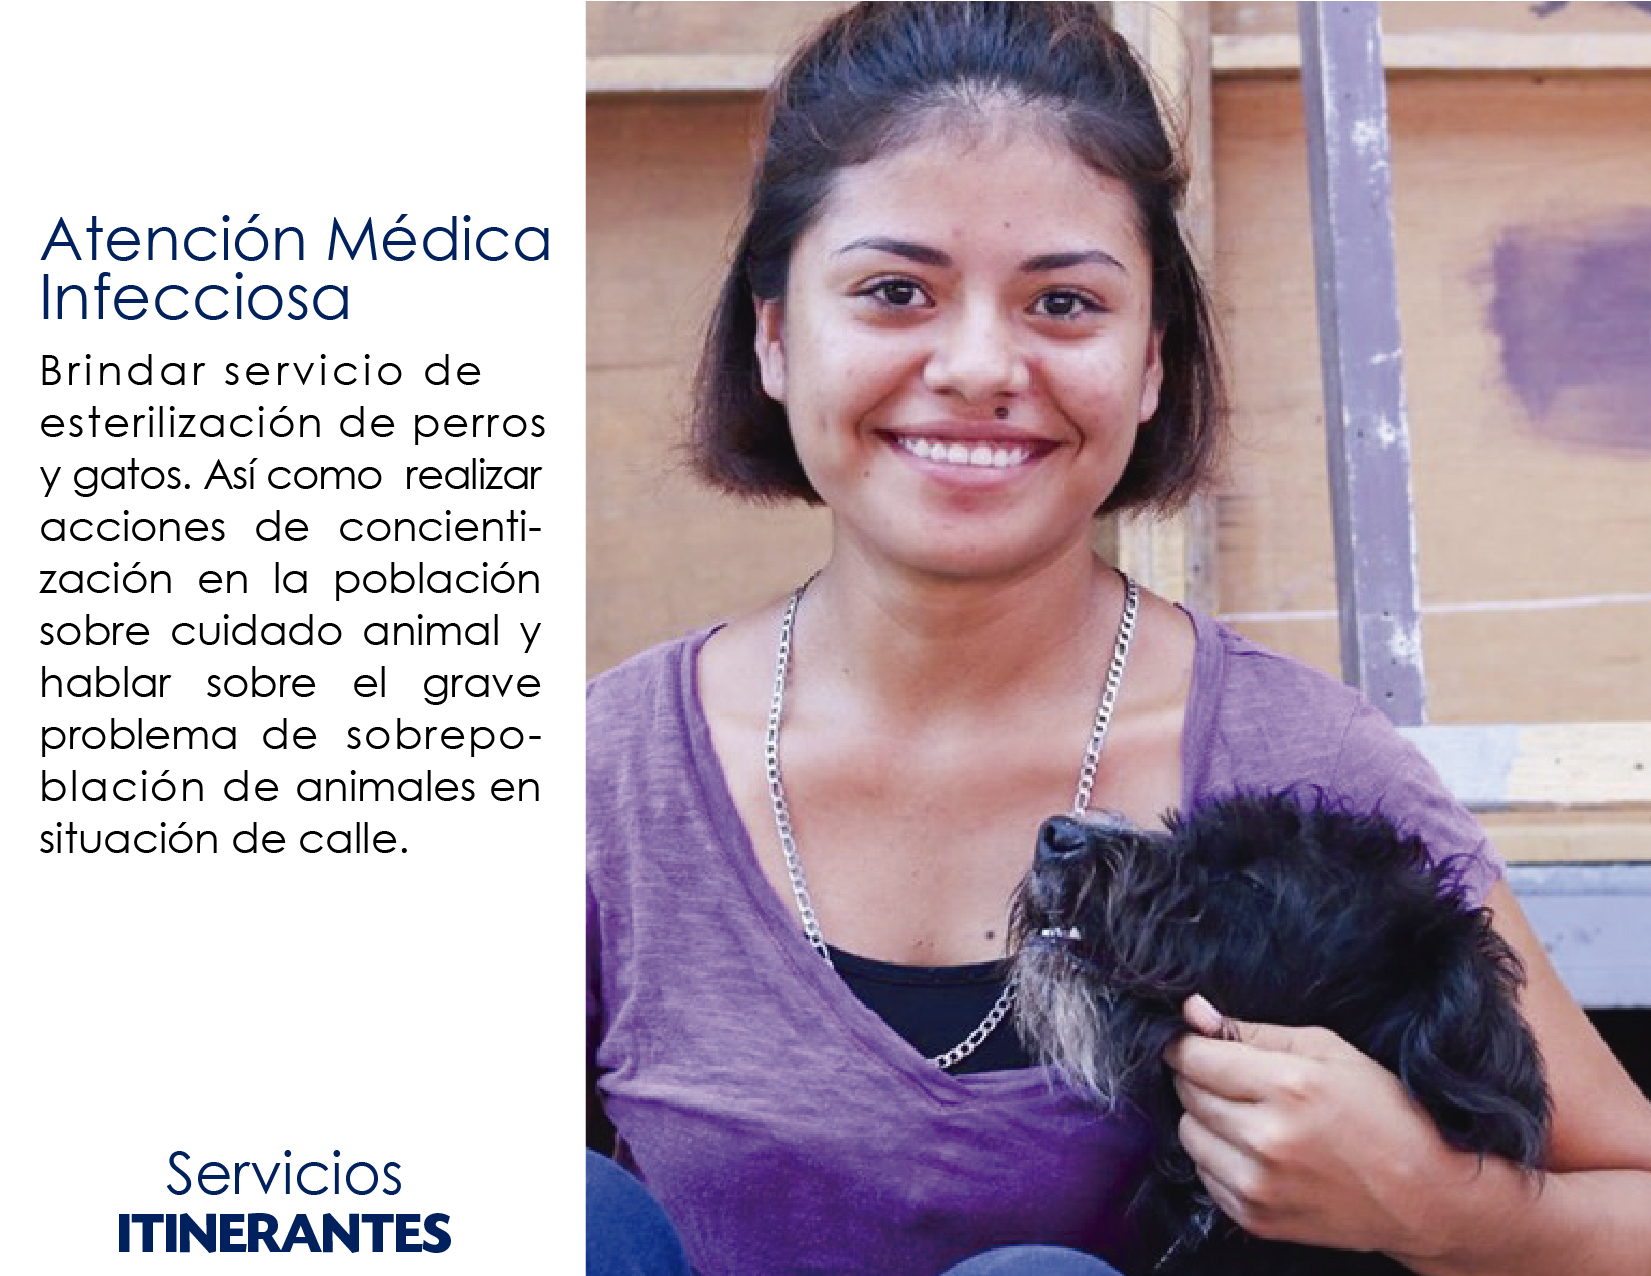 Atención Médica
Infecciosa
Brindar servicio de
esterilización de perros
y gatos. Así como realizar
acciones de concienti-
zación en la población
sobre cuidado animal y
hablar sobre el grave
problema de sobrepo-
blación de animales en
situación de calle.
Servicios
ITINERANTES